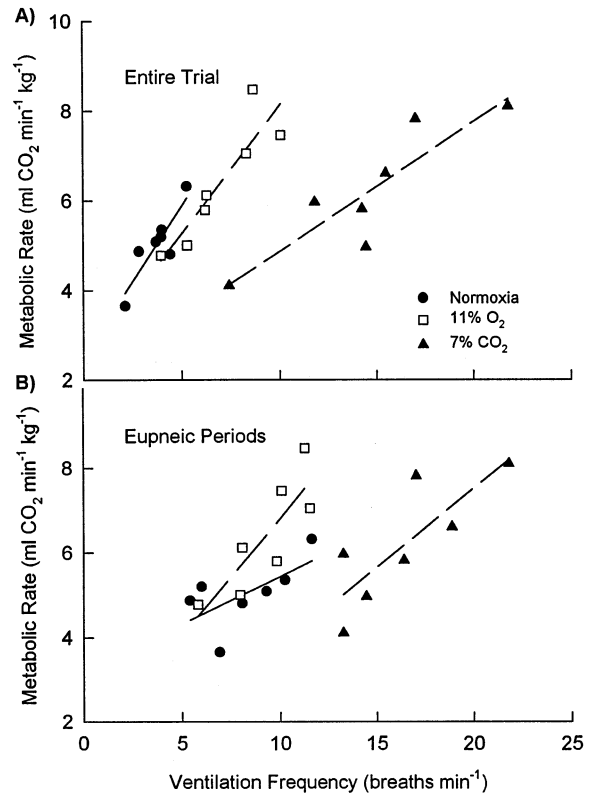 A)
10
8
6
4
2
Metabolic Rate (ml CO₂ min⁻¹ kg⁻¹)
Entire Trial
Normoxia
11% O₂
7% CO₂
B)
8
6
4
2
Metabolic Rate (ml CO₂ min⁻¹ kg⁻¹)
Eupneic Periods
0 5 10 15 20 25
Ventilation Frequency (breaths min⁻¹)